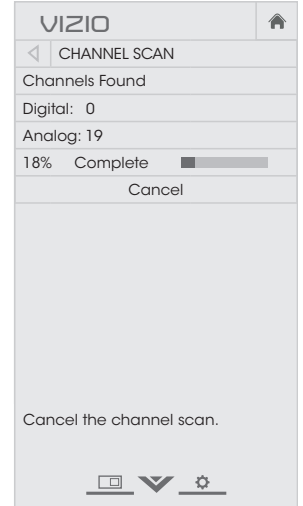 VIZIO
CHANNEL SCAN
Channels Found
Digital: 0
Analog: 19
18% Complete
Cancel
Cancel the channel scan.